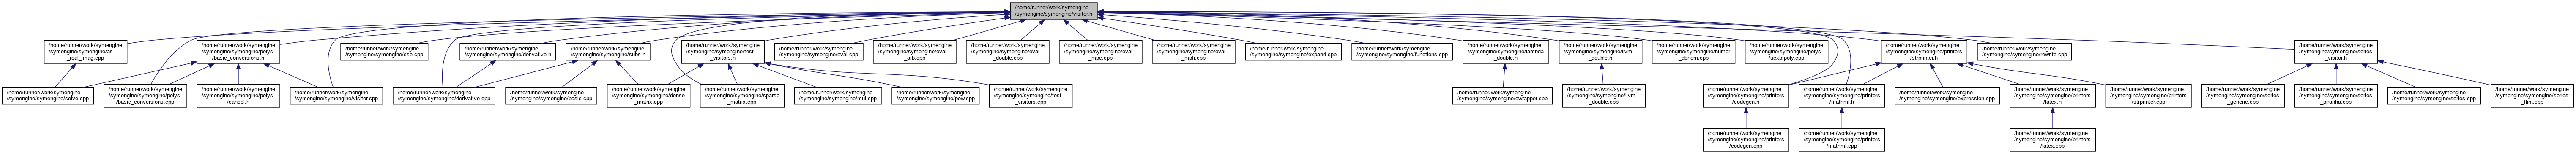 /home/runner/work/symengine
/symengine/symengine/visitor.h
/home/runner/work/symengine
/symengine/symengine/as
_real_imag.cpp
/home/runner/work/symengine
/symengine/symengine/polys
/basic_conversions.h
/home/runner/work/symengine
/symengine/symengine/cse.cpp
/home/runner/work/symengine
/symengine/symengine/derivative.h
/home/runner/work/symengine
/symengine/symengine/subs.h
/home/runner/work/symengine
/symengine/symengine/test
_visitors.h
/home/runner/work/symengine
/symengine/symengine/eval.cpp
/home/runner/work/symengine
/symengine/symengine/eval
_arb.cpp
/home/runner/work/symengine
/symengine/symengine/eval
_double.cpp
/home/runner/work/symengine
/symengine/symengine/eval
_mpc.cpp
/home/runner/work/symengine
/symengine/symengine/eval
_mpfr.cpp
/home/runner/work/symengine
/symengine/symengine/expand.cpp
/home/runner/work/symengine
/symengine/symengine/functions.cpp
/home/runner/work/symengine
/symengine/symengine/lambda
_double.h
/home/runner/work/symengine
/symengine/symengine/llvm
_double.h
/home/runner/work/symengine
/symengine/symengine/numer
_denom.cpp
/home/runner/work/symengine
/symengine/symengine/polys
/uexprpoly.cpp
/home/runner/work/symengine
/symengine/symengine/printers
/strprinter.h
/home/runner/work/symengine
/symengine/symengine/rewrite.cpp
/home/runner/work/symengine
/symengine/symengine/series
_visitor.h
/home/runner/work/symengine
/symengine/symengine/solve.cpp
/home/runner/work/symengine
/symengine/symengine/polys
/basic_conversions.cpp
/home/runner/work/symengine
/symengine/symengine/polys
/cancel.h
/home/runner/work/symengine
/symengine/symengine/visitor.cpp
/home/runner/work/symengine
/symengine/symengine/derivative.cpp
/home/runner/work/symengine
/symengine/symengine/basic.cpp
/home/runner/work/symengine
/symengine/symengine/dense
_matrix.cpp
/home/runner/work/symengine
/symengine/symengine/sparse
_matrix.cpp
/home/runner/work/symengine
/symengine/symengine/mul.cpp
/home/runner/work/symengine
/symengine/symengine/pow.cpp
/home/runner/work/symengine
/symengine/symengine/test
_visitors.cpp
/home/runner/work/symengine
/symengine/symengine/cwrapper.cpp
/home/runner/work/symengine
/symengine/symengine/llvm
_double.cpp
/home/runner/work/symengine
/symengine/symengine/printers
/codegen.h
/home/runner/work/symengine
/symengine/symengine/printers
/mathml.h
/home/runner/work/symengine
/symengine/symengine/expression.cpp
/home/runner/work/symengine
/symengine/symengine/printers
/latex.h
/home/runner/work/symengine
/symengine/symengine/printers
/strprinter.cpp
/home/runner/work/symengine
/symengine/symengine/series
_generic.cpp
/home/runner/work/symengine
/symengine/symengine/series
_piranha.cpp
/home/runner/work/symengine
/symengine/symengine/series.cpp
/home/runner/work/symengine
/symengine/symengine/series
_flint.cpp
/home/runner/work/symengine
/symengine/symengine/printers
/codegen.cpp
/home/runner/work/symengine
/symengine/symengine/printers
/mathml.cpp
/home/runner/work/symengine
/symengine/symengine/printers
/latex.cpp